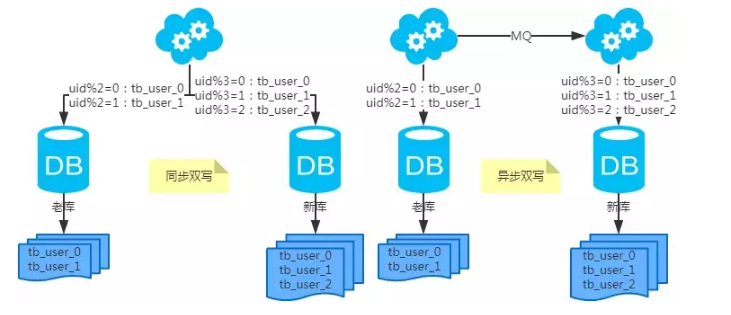 MQ
uid%2=0:tb_user_0
uid%2=1:tb_user_1
uid%3=0:tb_user_0
uid%3=1:tb_user_1
uid%3=2:tb_user_2
uid%2=0:tb_user_0
uid%2=1:tb_user_1
uid%3=0:tb_user_0
uid%3=1:tb_user_1
uid%3=2:tb_user_2
DB
同步双写
DB
DB
异步双写
DB
老库
新库
老库
新库
tb_user_0
tb_user_1
tb_user_0
tb_user_1
tb_user_2
tb_user_0
tb_user_1
tb_user_0
tb_user_1
tb_user_2